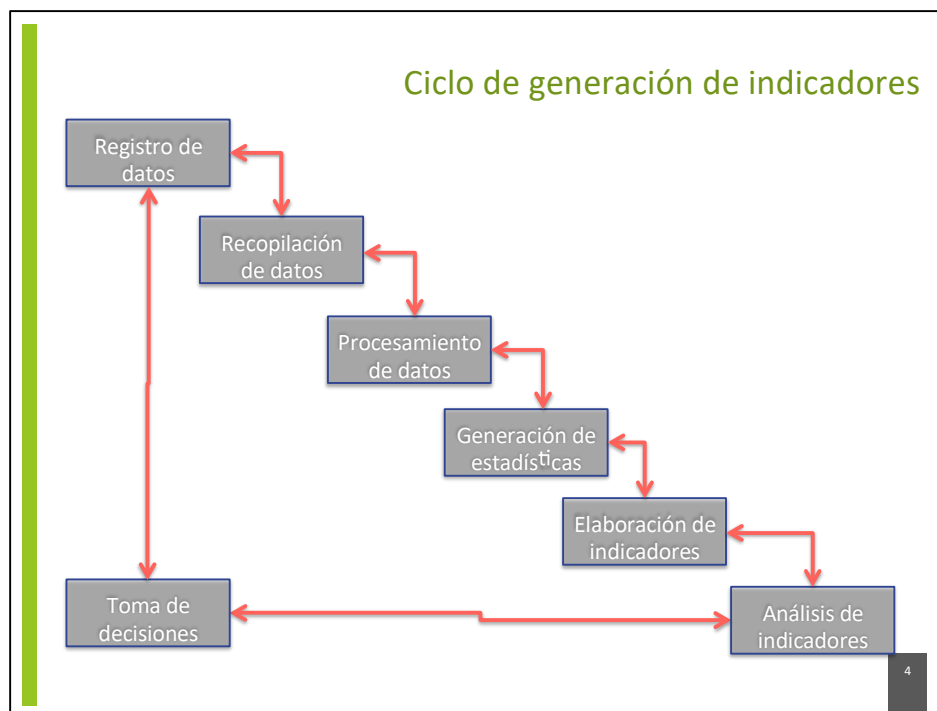 Ciclo de generación de indicadores
Registro de
datos
Recopilación
de datos
Procesamiento
de datos
Generación de
estadísticas
Elaboración de
indicadores
Toma de
decisiones
Análisis de
indicadores
4